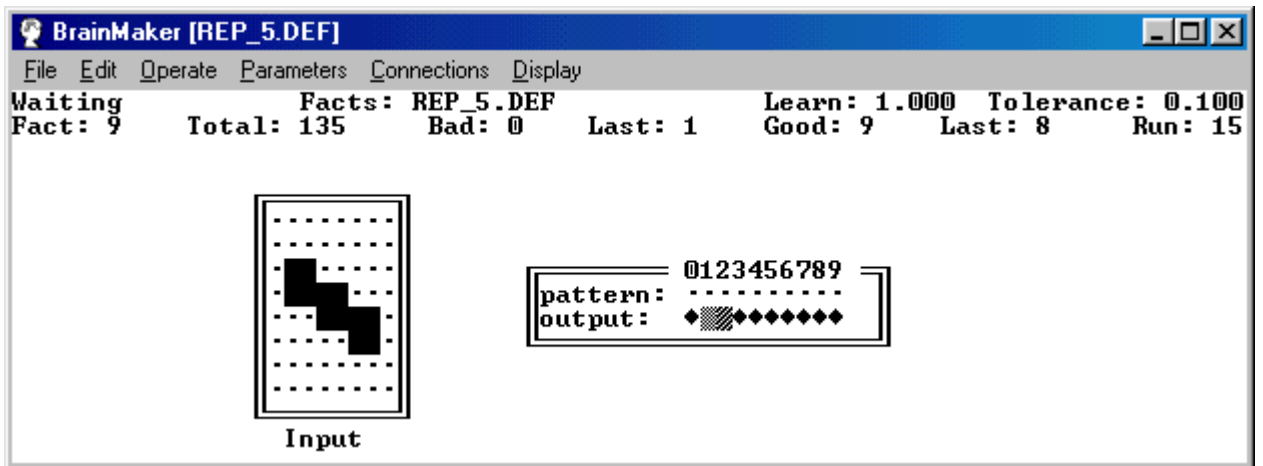 BrainMaker [REP_5.DEF]
File Edit Operate Parameters Connections Display
Waiting Facts: REP_5.DEF Learn: 1.000 Tolerance: 0.100
Fact: 9 Total: 135 Bad: 0 Last: 1 Good: 9 Last: 8 Run: 15
0123456789
pattern:
output:
Input